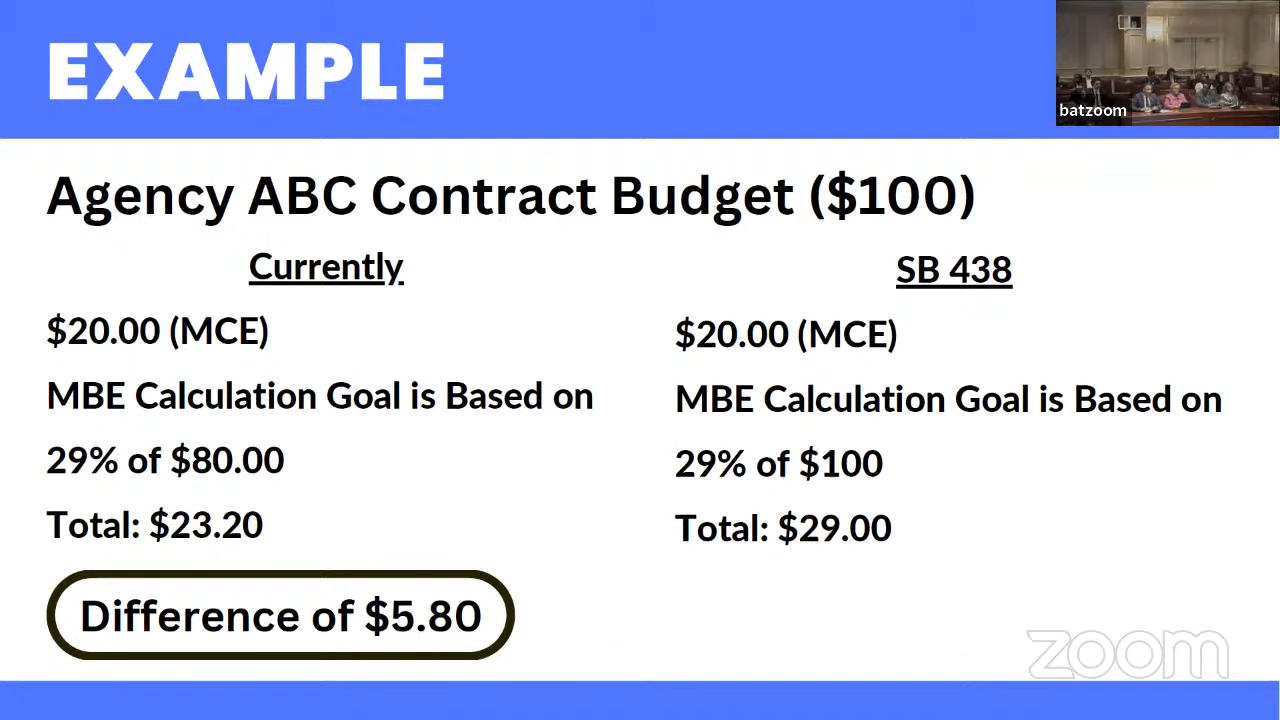 EXAMPLE
batzoom
Agency ABC Contract Budget ($100)
Currently
$20.00 (MCE)
MBE Calculation Goal is Based on
29% of $80.00
Total: $23.20
SB 438
$20.00 (MCE)
MBE Calculation Goal is Based on
29% of $100
Total: $29.00
Difference of $5.80
zoom